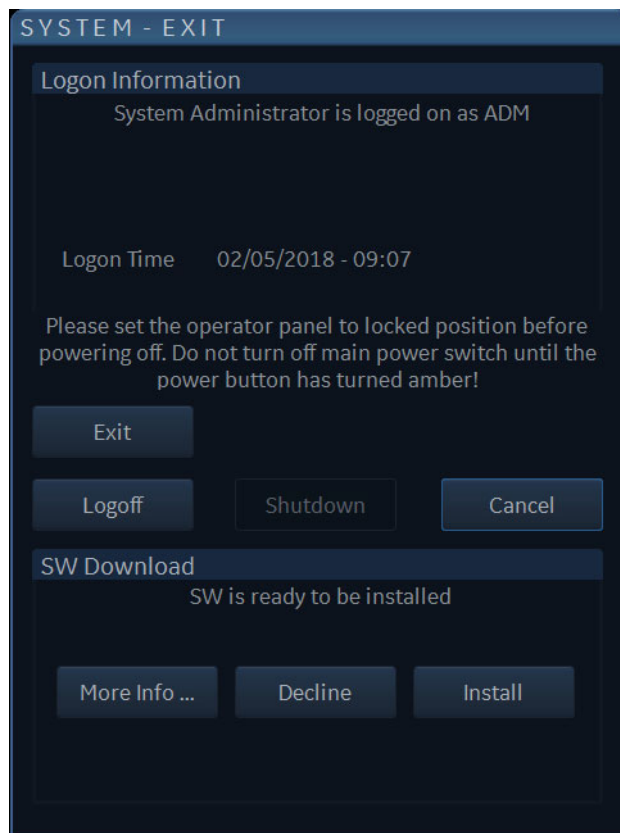 SYSTEM - EXIT
Logon Information
System Administrator is logged on as ADM
Logon Time 02/05/2018 - 09:07
Please set the operator panel to locked position before
powering off. Do not turn off main power switch until the
power button has turned amber!
Exit
Logoff Shutdown Cancel
SW Download
SW is ready to be installed
More Info ... Decline Install